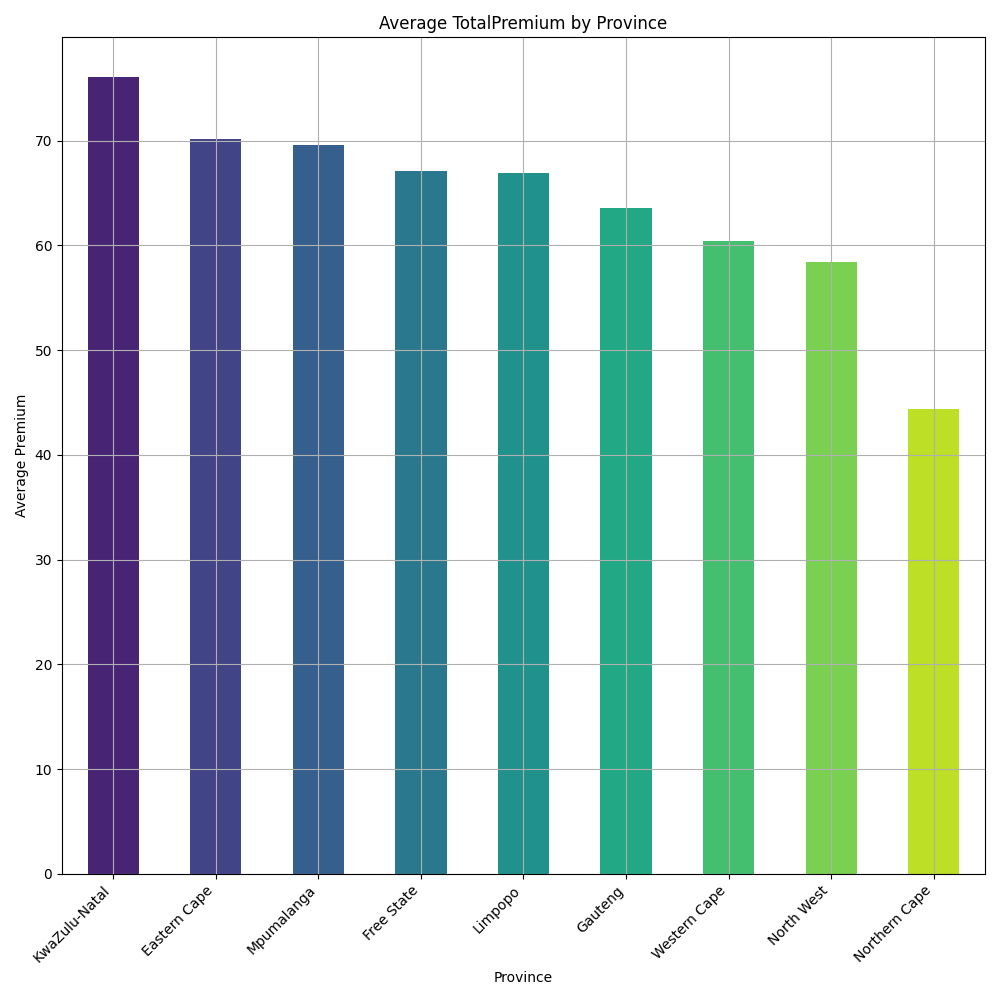 Average TotalPremium by Province
Average Premium
70
60
50
40
30
20
10
0
KwaZulu-Natal
Eastern Cape
Mpumalanga
Free State
Limpopo
Gauteng
Western Cape
North West
Northern Cape
Province